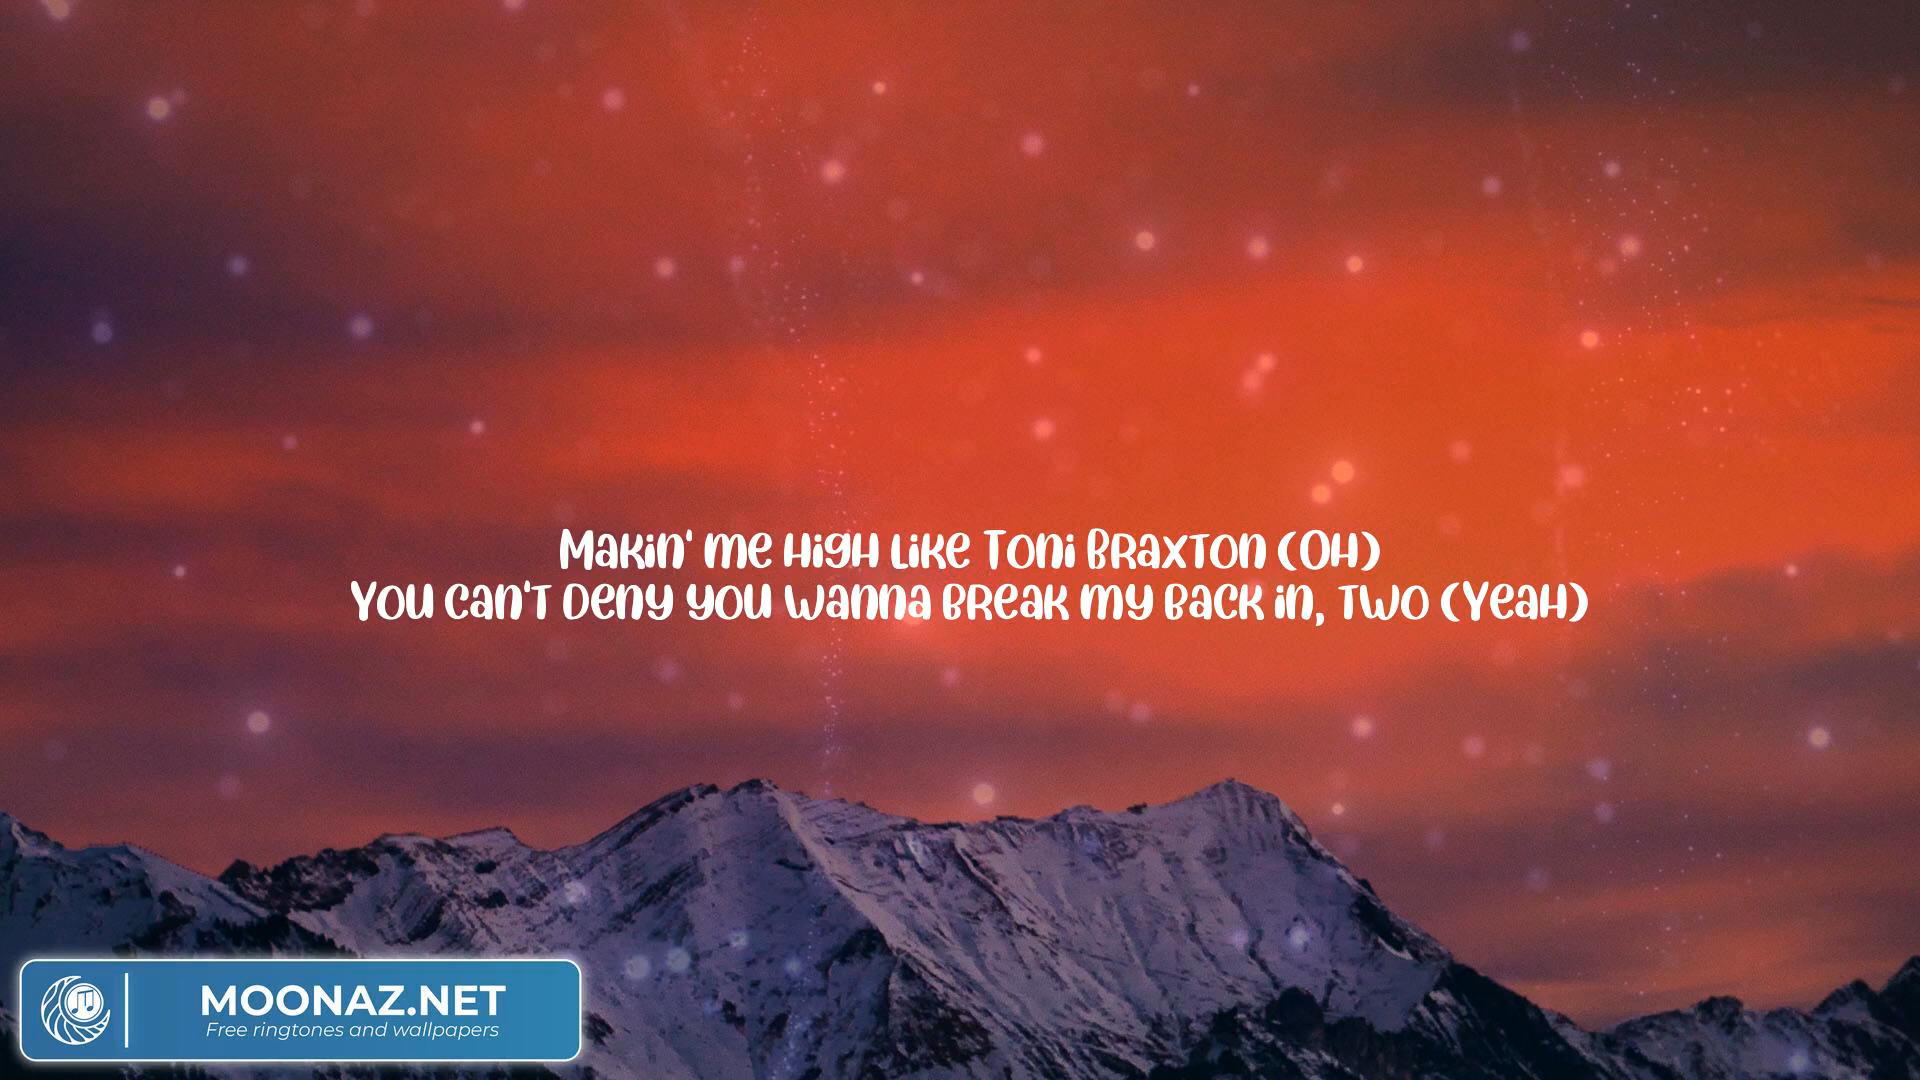 Makin' me high like Toni Braxton (Oh)
You can't deny you wanna break my back in, two (Yeah)
MOONAZ.NET
Free ringtones and wallpapers